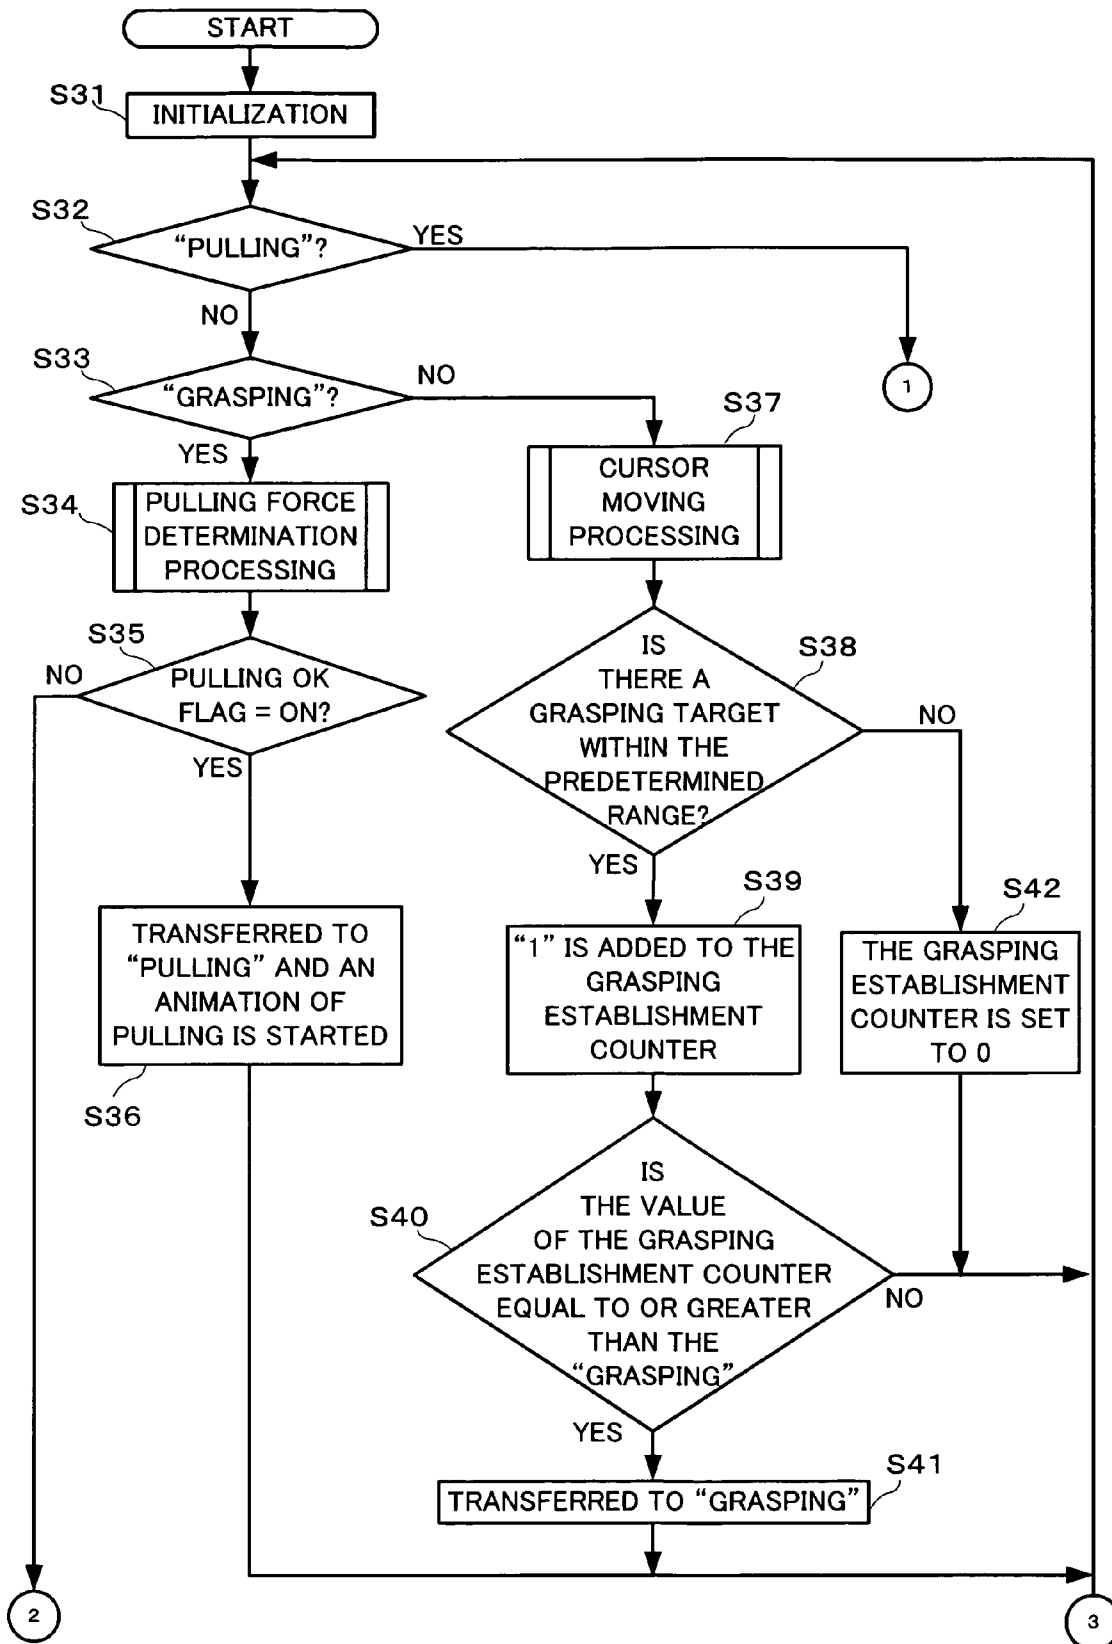 START
S31
INITIALIZATION
S32
“PULLING”?
YES
NO
1
S33
“GRASPING”?
NO
YES
S34
PULLING FORCE
DETERMINATION
PROCESSING
S37
CURSOR
MOVING
PROCESSING
S35
NO
PULLING OK
FLAG = ON?
YES
S38
IS
THERE A
GRASPING TARGET
WITHIN THE
PREDETERMINED
RANGE?
NO
YES
S36
TRANSFERRED TO
“PULLING” AND AN
ANIMATION OF
PULLING IS STARTED
S39
“1” IS ADDED TO THE
GRASPING
ESTABLISHMENT
COUNTER
S42
THE GRASPING
ESTABLISHMENT
COUNTER IS SET
TO 0
S40
IS
THE VALUE
OF THE GRASPING
ESTABLISHMENT COUNTER
EQUAL TO OR GREATER
THAN THE
“GRASPING”
NO
YES
S41
TRANSFERRED TO “GRASPING”
2
3